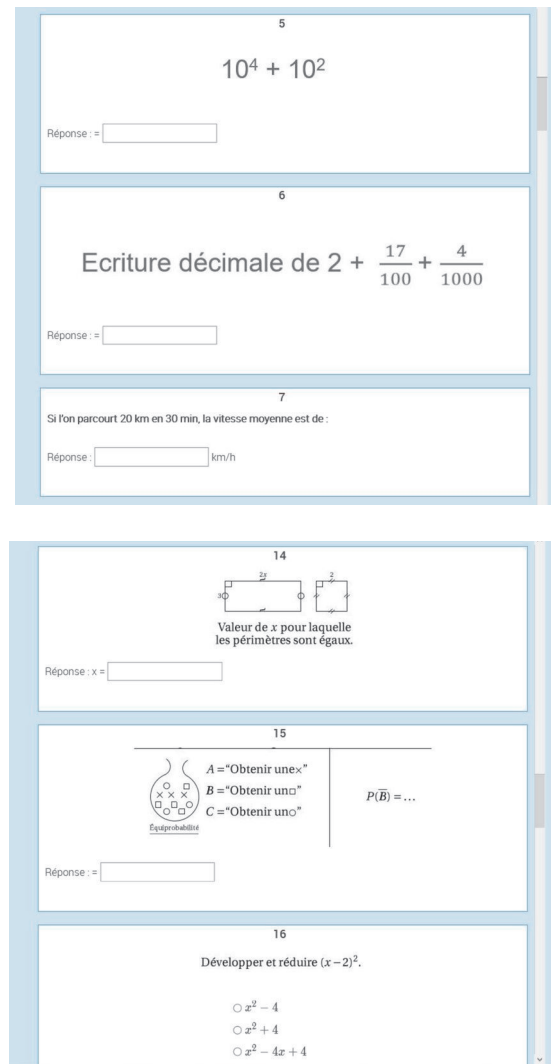 5
10⁴ + 10²
Réponse : =
6
Ecriture décimale de 2 + 17/100 + 4/1000
Réponse : =
7
Si l'on parcourt 20 km en 30 min, la vitesse moyenne est de :
Réponse : km/h
14
2x 2
3
Valeur de x pour laquelle
les périmètres sont égaux.
Réponse : x =
15
A = “Obtenir une×”
B = “Obtenir un□”
C = “Obtenir un○”
Équiprobabilité
P(B̅) = …
Réponse : =
16
Développer et réduire (x − 2)².
x² − 4
x² + 4
x² − 4x + 4